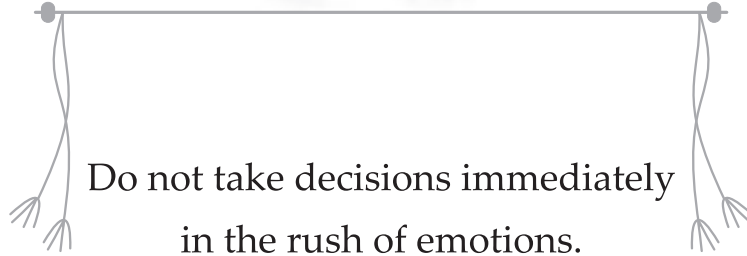 Do not take decisions immediately
in the rush of emotions.